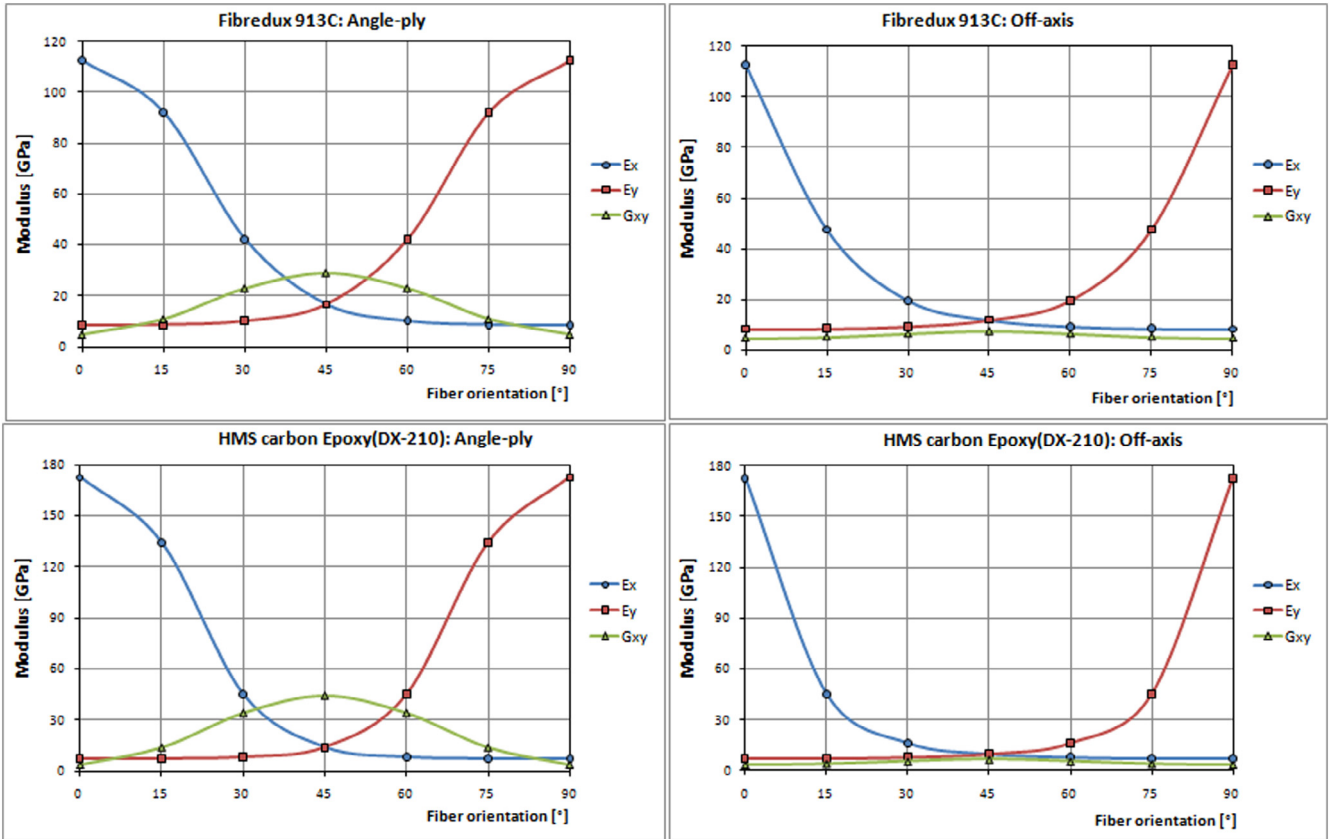 Fibredux 913C: Angle-ply
Modulus [GPa]
120
100
80
60
40
20
0
0 15 30 45 60 75 90
Fiber orientation [°]
Ex
Ey
Gxy
Fibredux 913C: Off-axis
Modulus [GPa]
120
100
80
60
40
20
0
0 15 30 45 60 75 90
Fiber orientation [°]
Ex
Ey
Gxy
HMS carbon Epoxy(DX-210): Angle-ply
Modulus [GPa]
180
150
120
90
60
30
0
0 15 30 45 60 75 90
Fiber orientation [°]
Ex
Ey
Gxy
HMS carbon Epoxy(DX-210): Off-axis
Modulus [GPa]
180
150
120
90
60
30
0
0 15 30 45 60 75 90
Fiber orientation [°]
Ex
Ey
Gxy